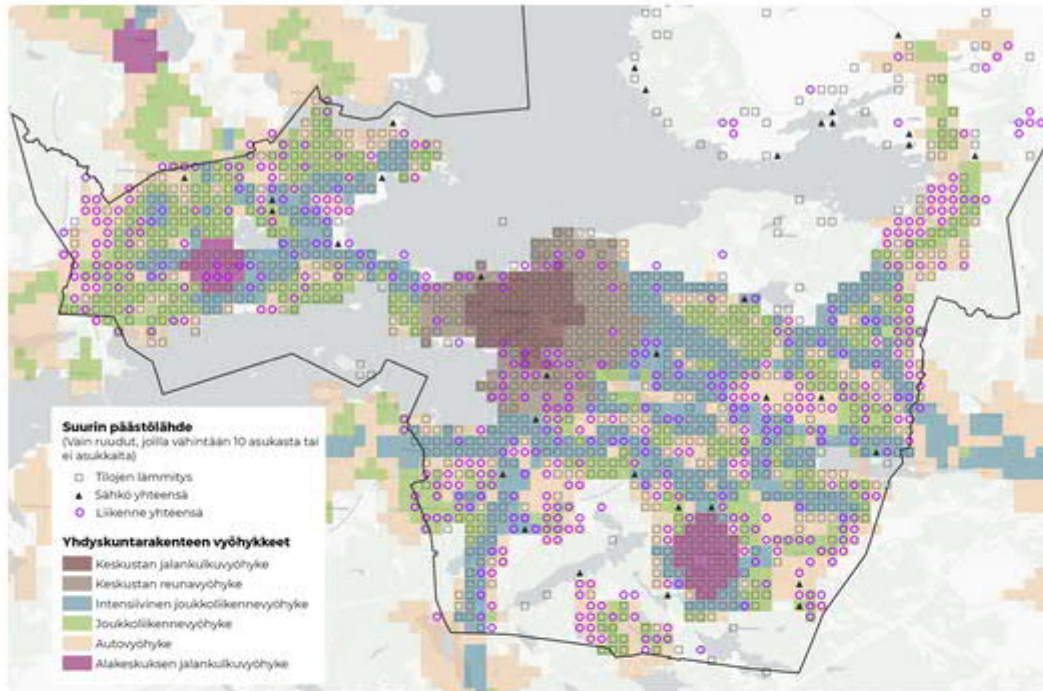 Suurin päästölähde
(Vain ruudut, joilla vähintään 10 asukasta tai
ei asukkaita)
Tilojen lämmitys
Sähkö yhteensä
Liikenne yhteensä
Yhdyskuntarakenteen vyöhykkeet
Keskustan jalankulkuvyöhyke
Keskustan reunavyöhyke
Intensiivinen joukkoliikennevyöhyke
Joukkoliikennevyöhyke
Autovyöhyke
Alakeskuksen jalankulkuvyöhyke